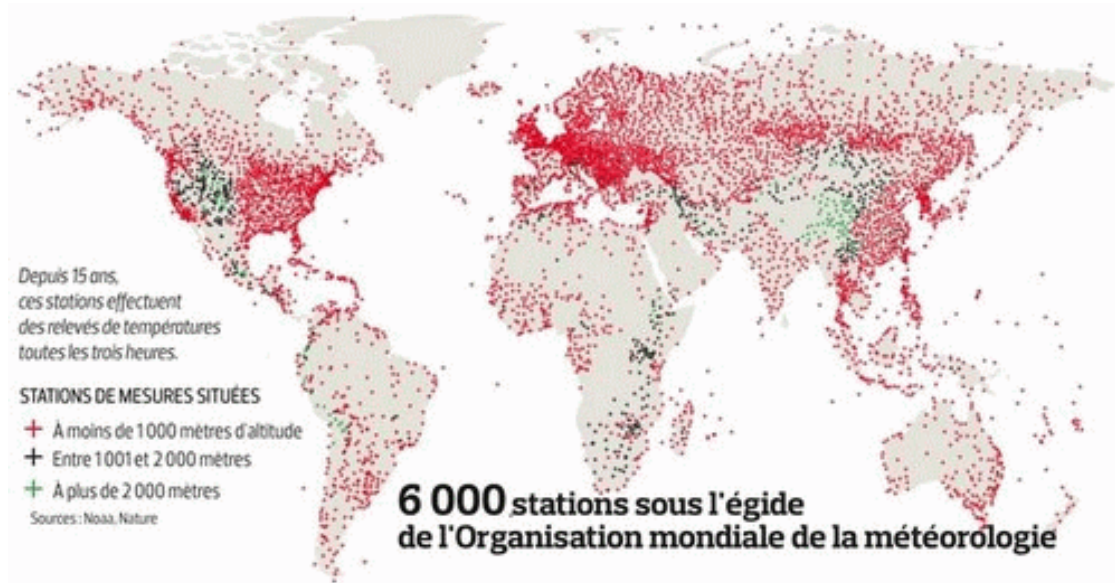 Depuis 15 ans,
ces stations effectuent
des relevés de températures
toutes les trois heures.
STATIONS DE MESURES SITUÉES
+ À moins de 1 000 mètres d'altitude
+ Entre 1 001 et 2 000 mètres
+ À plus de 2 000 mètres
Sources : Noaa, Nature
6 000 stations sous l'égide
de l'Organisation mondiale de la météorologie